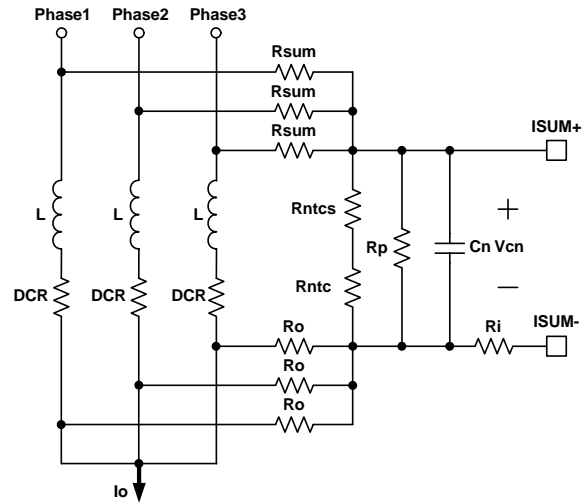 Phase1 Phase2 Phase3
Rsum
Rsum
Rsum
ISUM+
L L L
Rntcs
Rp
Cn Vcn
+
−
DCR DCR DCR
Rntc
Ro
Ri
ISUM-
Ro
Ro
Io